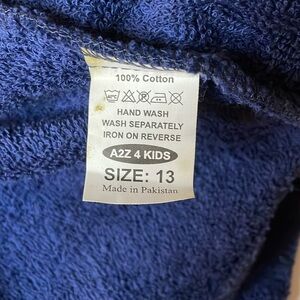 100% Cotton
HAND WASH
WASH SEPARATELY
IRON ON REVERSE
A2Z 4 KIDS
SIZE: 13
Made in Pakistan